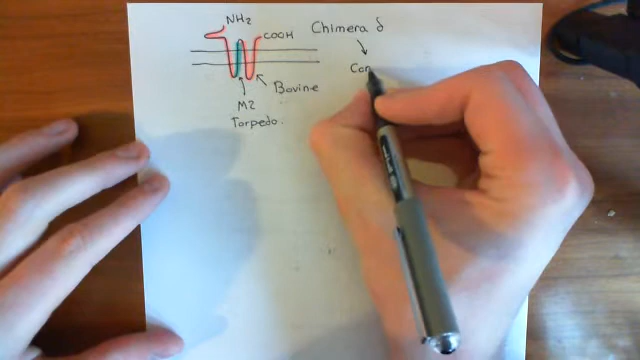 NH2
COOH
Chimera δ
Bovine
M2
Torpedo.